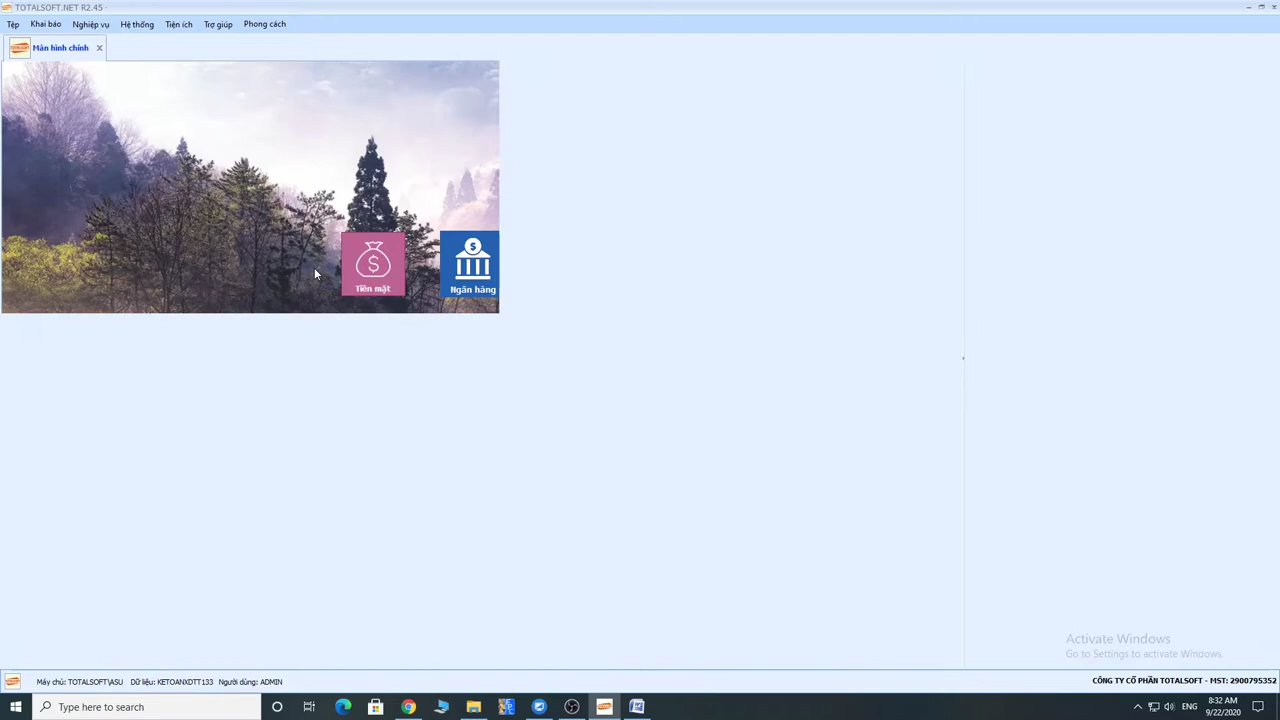 TOTALSOFT.NET R2.45
Tệp Khai báo Nghiệp vụ Hệ thống Tiện ích Trợ giúp Phong cách
TOTALSOFT Màn hình chính
$ $
Tiền mặt Ngân hàng
Activate Windows
Go to Settings to activate Windows.
Máy chủ: TOTALSOFT\ASU Dữ liệu: KETOANXDTT133 Người dùng: ADMIN CÔNG TY CỔ PHẦN TOTALSOFT - MST: 2900795352
Type here to search ENG 8:32 AM
9/22/2020